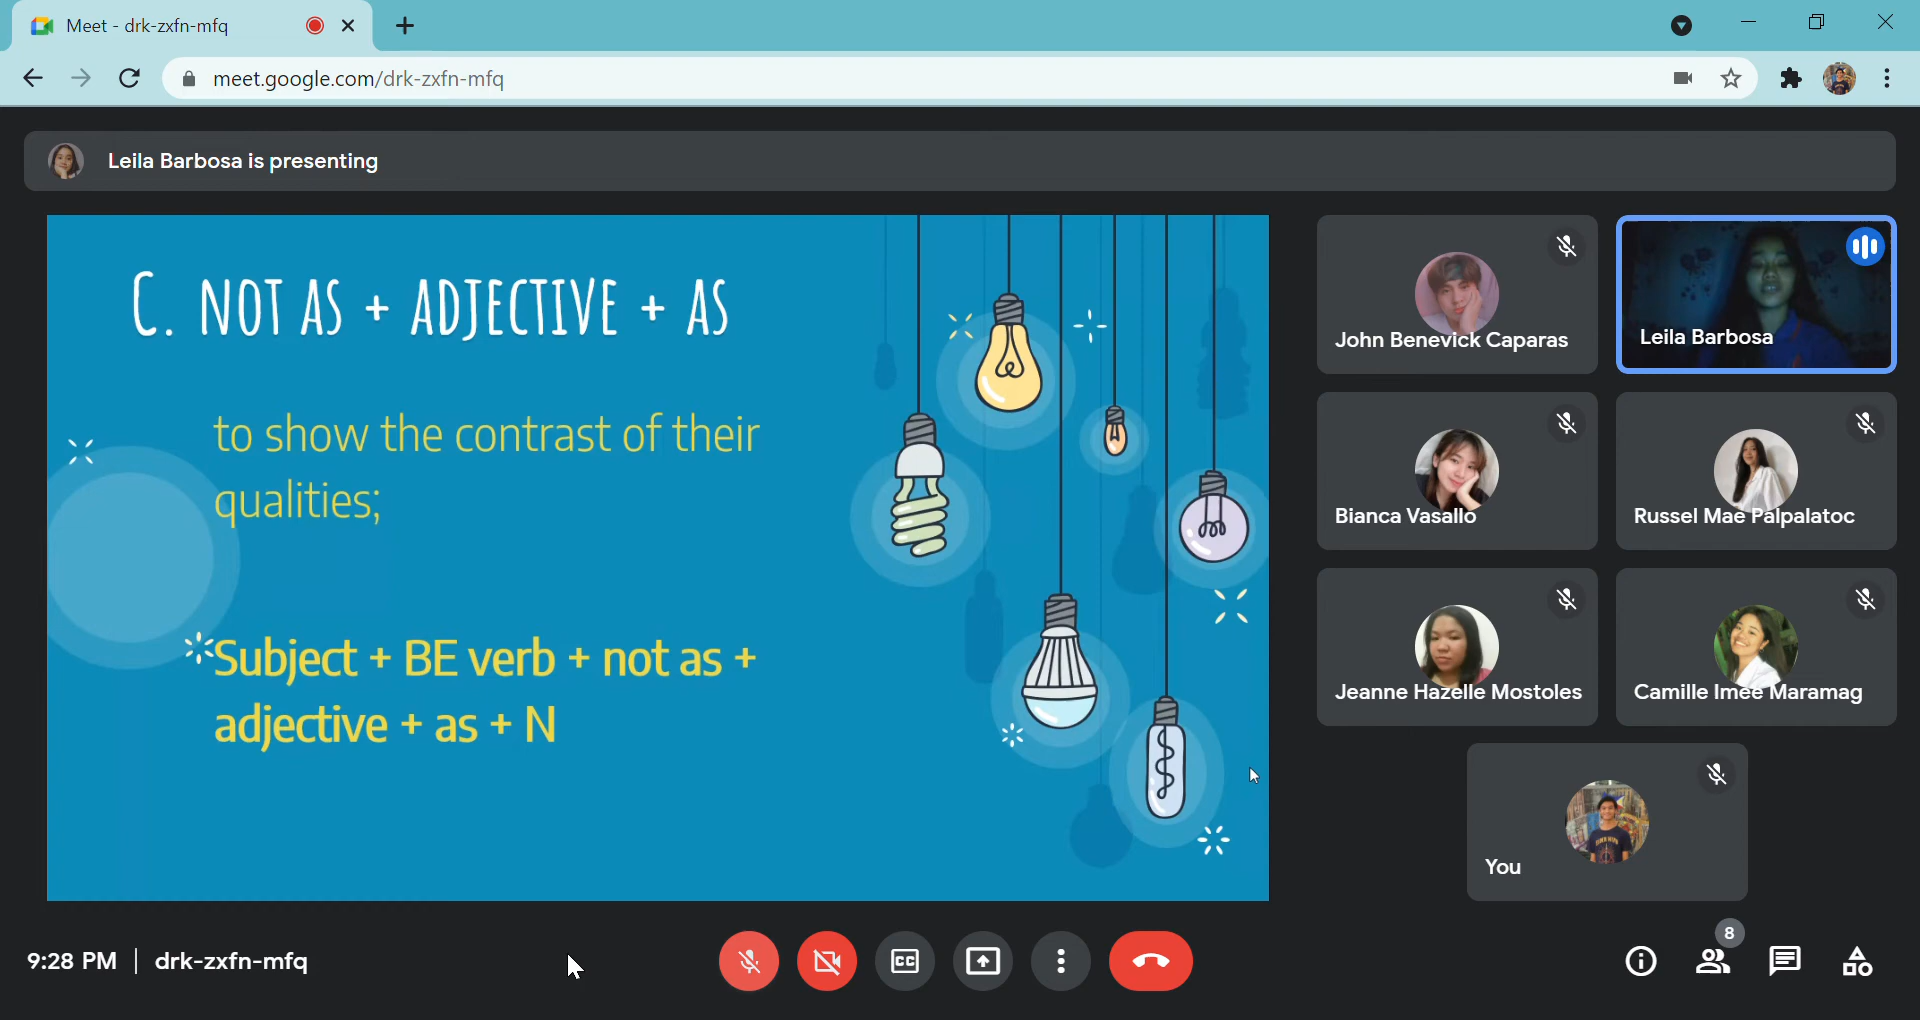 Meet - drk-zxfn-mfq
meet.google.com/drk-zxfn-mfq
Leila Barbosa is presenting
C. NOT AS + ADJECTIVE + AS
to show the contrast of their
qualities;
Subject + BE verb + not as +
adjective + as + N
John Benevick Caparas
Leila Barbosa
Bianca Vasallo
Russel Mae Palpalatoc
Jeanne Hazelle Mostoles
Camille Imee Maramag
You
9:28 PM | drk-zxfn-mfq
CC
8